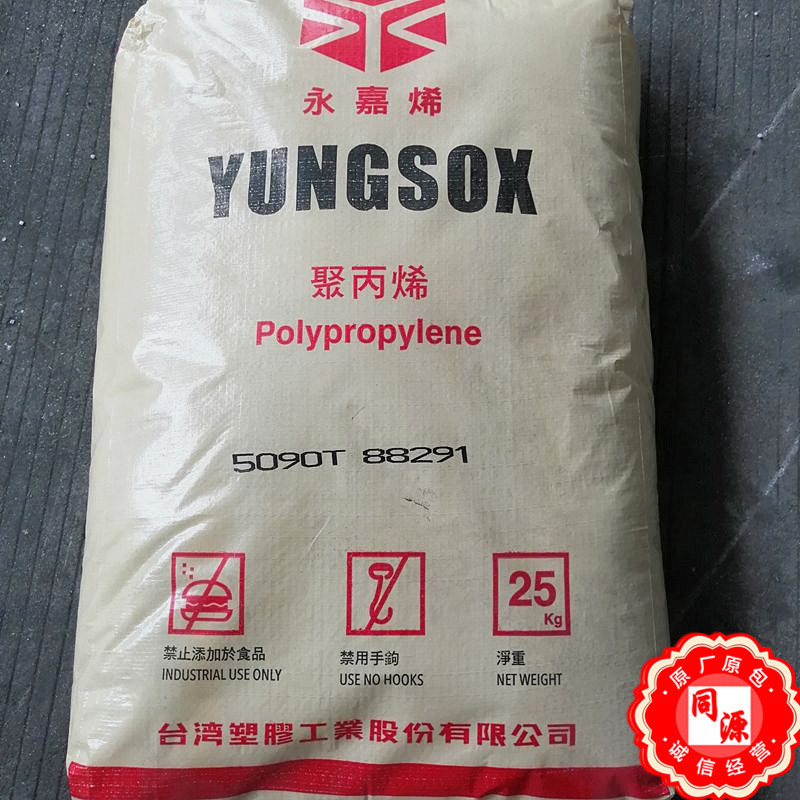 永嘉烯
YUNGSOX
聚丙烯
Polypropylene
5090T 88291
禁止添加於食品
INDUSTRIAL USE ONLY
禁用手鉤
USE NO HOOKS
25
Kg
淨重
NET WEIGHT
台湾塑膠工業股份有限公司
原厂原包
同源
诚信经营